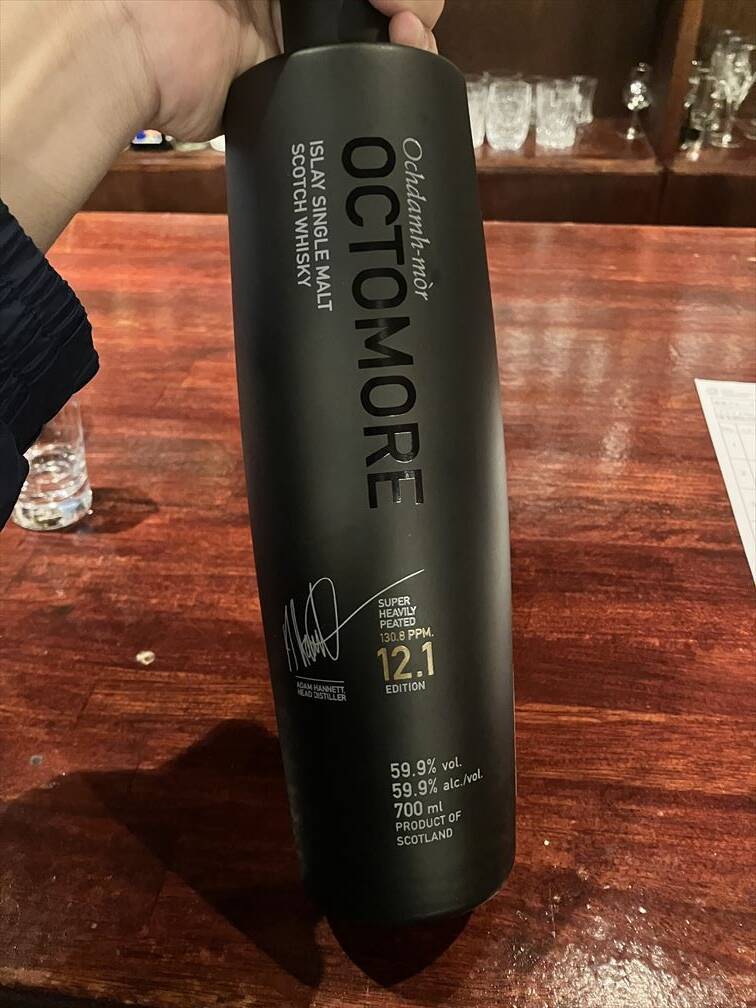 Ochdamh-mòr
OCTOMORE
ISLAY SINGLE MALT
SCOTCH WHISKY
ADAM HANNETT,
HEAD DISTILLER
SUPER
HEAVILY
PEATED
130.8 PPM.
12.1
EDITION
59.9% vol.
59.9% alc./vol.
700 ml
PRODUCT OF
SCOTLAND